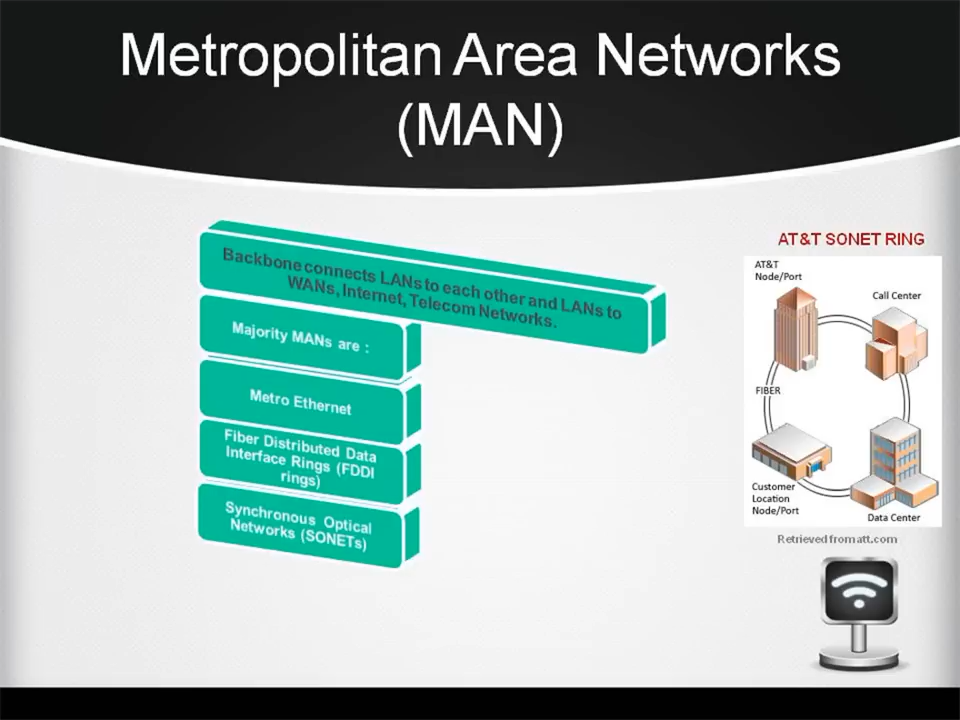 Metropolitan Area Networks
(MAN)
Backbone connects LANs to each other and LANs to
WANs, Internet, Telecom Networks.
Majority MANs are :
Metro Ethernet
Fiber Distributed Data
Interface Rings (FDDI
rings)
Synchronous Optical
Networks (SONETs)
AT&T SONET RING
AT&T
Node/Port
Call Center
FIBER
Customer
Location
Node/Port
Data Center
Retrieved from att.com